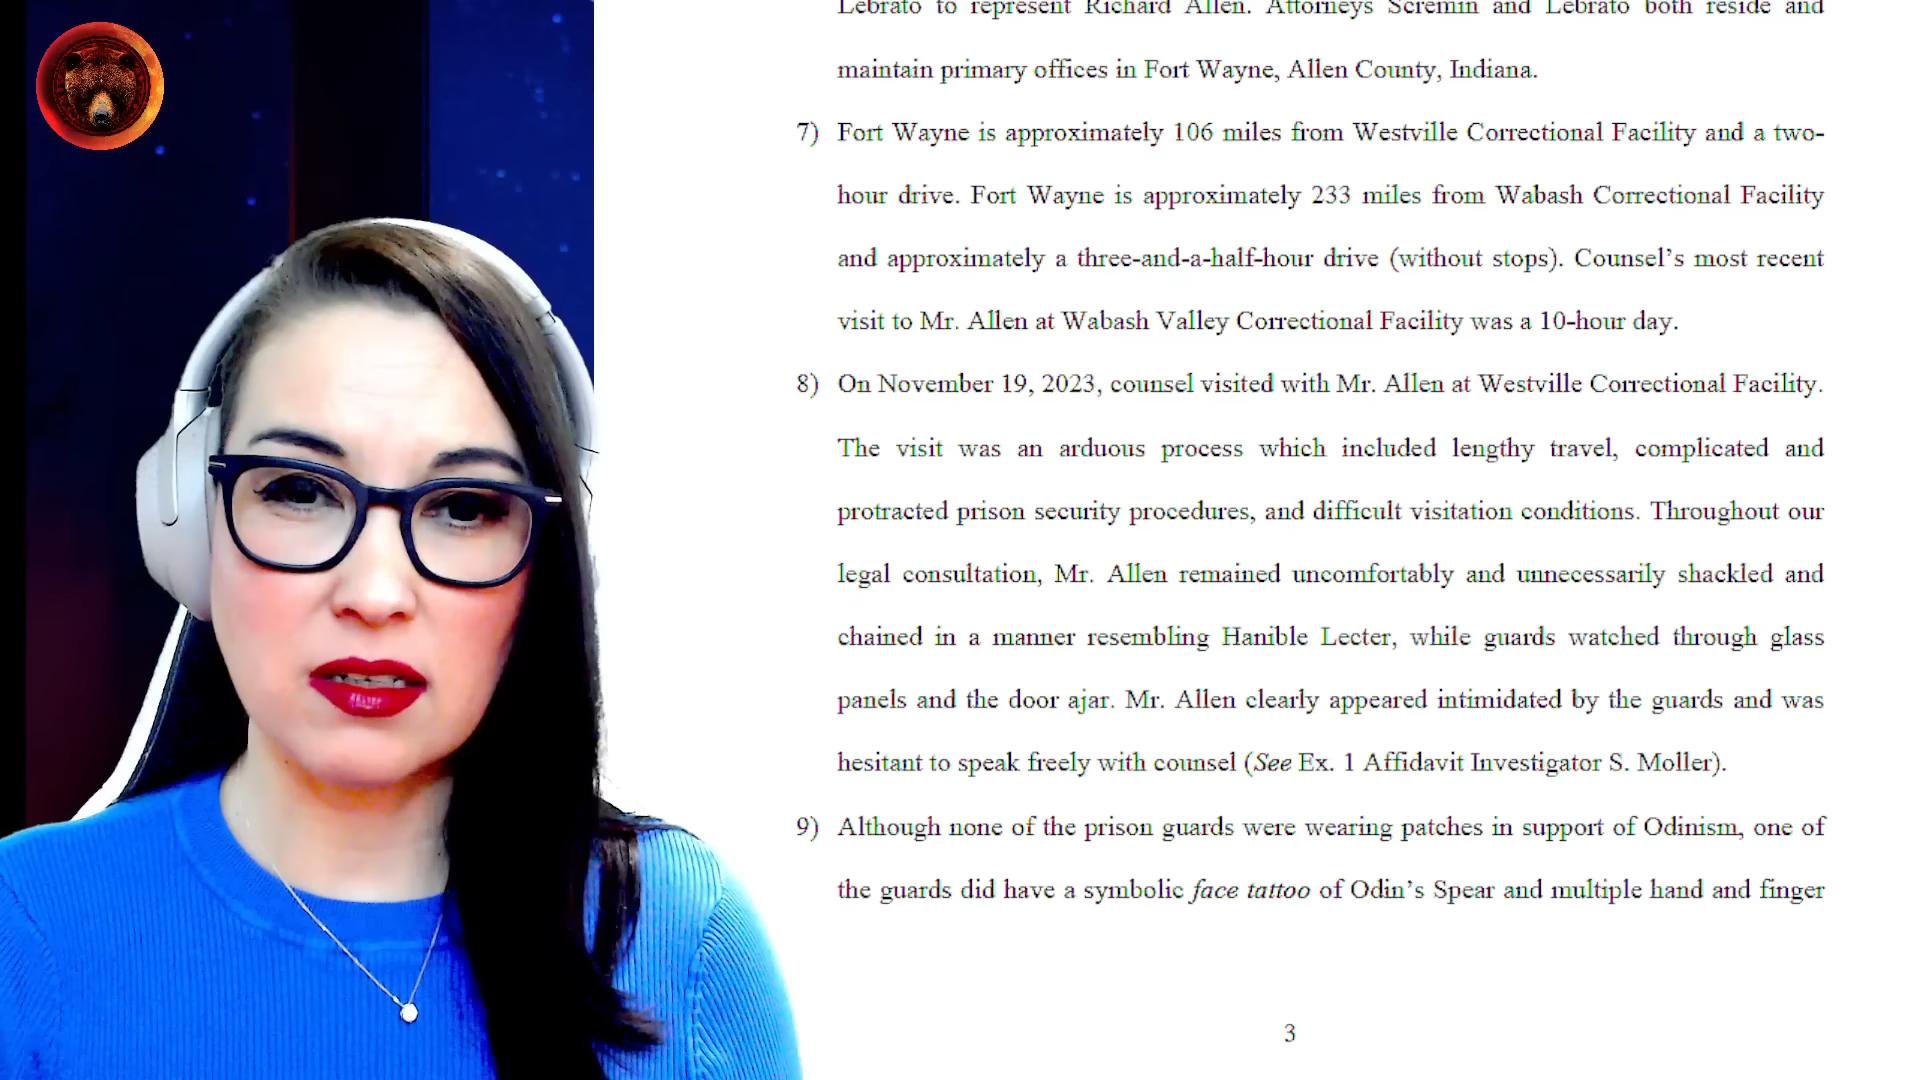 Lebrato to represent Richard Allen. Attorneys Scremin and Lebrato both reside and
maintain primary offices in Fort Wayne, Allen County, Indiana.
7) Fort Wayne is approximately 106 miles from Westville Correctional Facility and a two-
hour drive. Fort Wayne is approximately 233 miles from Wabash Correctional Facility
and approximately a three-and-a-half-hour drive (without stops). Counsel’s most recent
visit to Mr. Allen at Wabash Valley Correctional Facility was a 10-hour day.
8) On November 19, 2023, counsel visited with Mr. Allen at Westville Correctional Facility.
The visit was an arduous process which included lengthy travel, complicated and
protracted prison security procedures, and difficult visitation conditions. Throughout our
legal consultation, Mr. Allen remained uncomfortably and unnecessarily shackled and
chained in a manner resembling Hanible Lecter, while guards watched through glass
panels and the door ajar. Mr. Allen clearly appeared intimidated by the guards and was
hesitant to speak freely with counsel (See Ex. 1 Affidavit Investigator S. Moller).
9) Although none of the prison guards were wearing patches in support of Odinism, one of
the guards did have a symbolic face tattoo of Odin’s Spear and multiple hand and finger
3